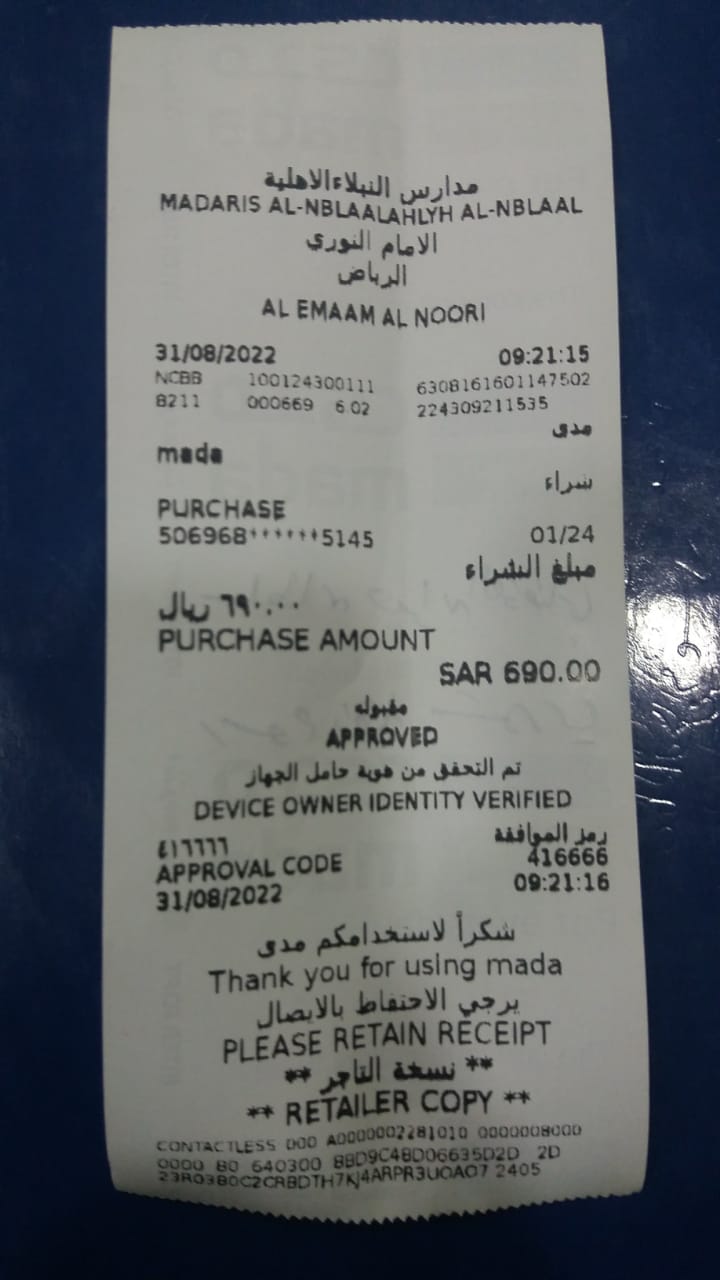 مدارس النبلاءالاهلية
MADARIS AL-NBLAALAHLYH AL-NBLAAL
الامام النوري
الرياض
AL EMAAM AL NOORI
31/08/2022 09:21:15
NCBB 100124300111 6308161601147502
8211 000669 6.02 224309211535
مدى
mada
شراء
PURCHASE
506968******5145 01/24
مبلغ الشراء
٦٩٠.٠٠ ريال
PURCHASE AMOUNT
SAR 690.00
مقبوله
APPROVED
تم التحقق من هوية حامل الجهاز
DEVICE OWNER IDENTITY VERIFIED
رمز الموافقة
٤١٦٦٦٦
APPROVAL CODE 416666
31/08/2022 09:21:16
شكراً لاستخدامكم مدى
Thank you for using mada
يرجي الاحتفاظ بالايصال
PLEASE RETAIN RECEIPT
** نسخة التاجر **
** RETAILER COPY **
CONTACTLESS 000 A0000002281010 0000008000
0000 80 640300 8BD9C48D06635D2D 2D
23R03B0C2CRBDTH7KJ4ARPR3UOAO7 2405